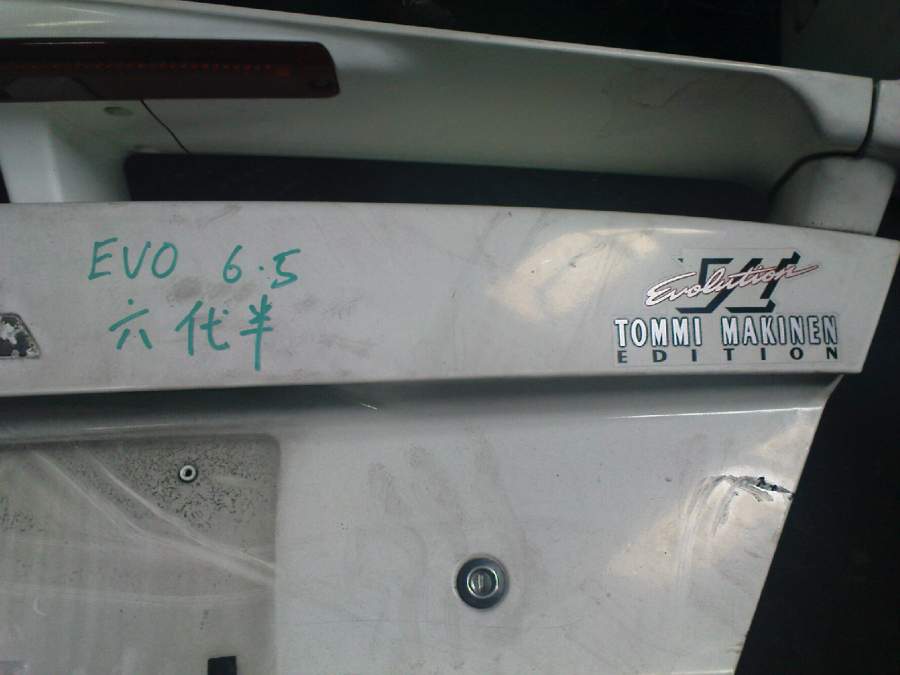 EVO 6.5
六代半
Evolution VI
TOMMI MAKINEN
EDITION